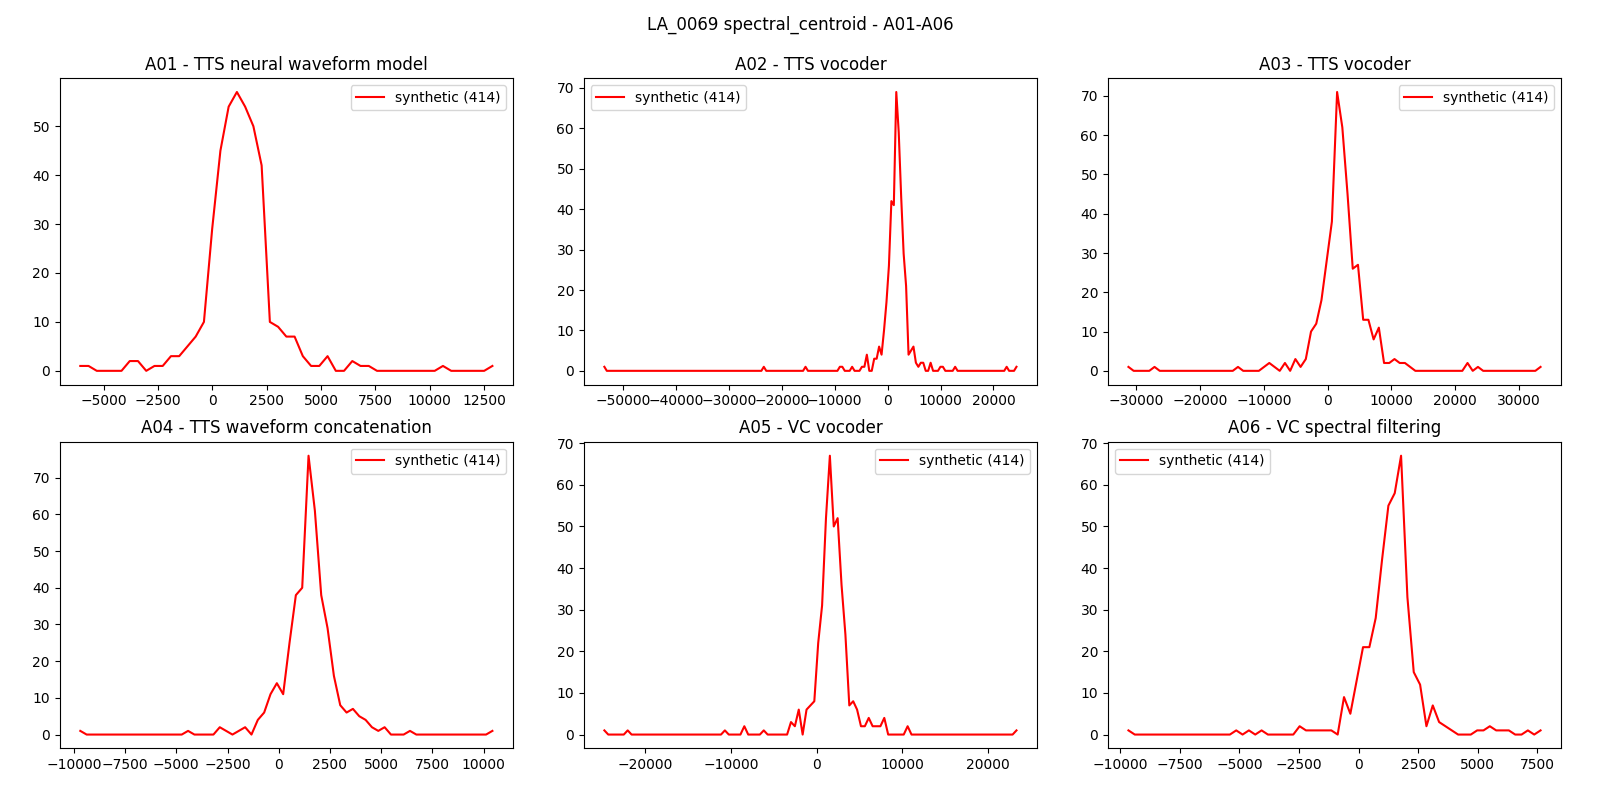 LA_0069 spectral_centroid - A01-A06
A01 - TTS neural waveform model
synthetic (414)
50
40
30
20
10
0
−5000 −2500 0 2500 5000 7500 10000 12500
A02 - TTS vocoder
synthetic (414)
70
60
50
40
30
20
10
0
−50000 −40000 −30000 −20000 −10000 0 10000 20000
A03 - TTS vocoder
synthetic (414)
70
60
50
40
30
20
10
0
−30000 −20000 −10000 0 10000 20000 30000
A04 - TTS waveform concatenation
synthetic (414)
70
60
50
40
30
20
10
0
−10000 −7500 −5000 −2500 0 2500 5000 7500 10000
A05 - VC vocoder
synthetic (414)
70
60
50
40
30
20
10
0
−20000 −10000 0 10000 20000
A06 - VC spectral filtering
synthetic (414)
70
60
50
40
30
20
10
0
−10000 −7500 −5000 −2500 0 2500 5000 7500